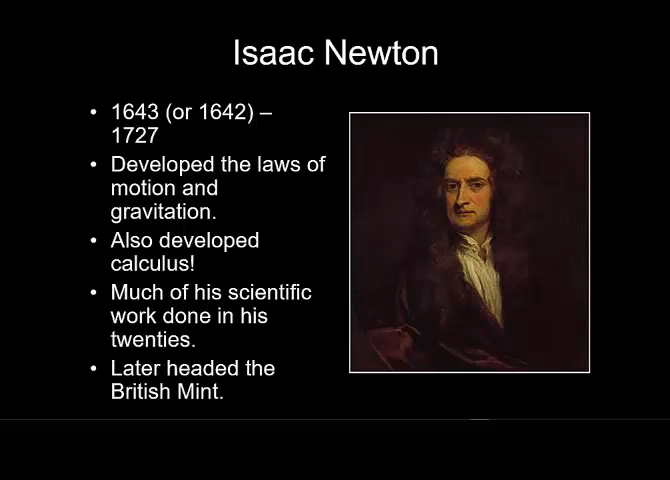 Isaac Newton
• 1643 (or 1642) –
1727
• Developed the laws of
motion and
gravitation.
• Also developed
calculus!
• Much of his scientific
work done in his
twenties.
• Later headed the
British Mint.